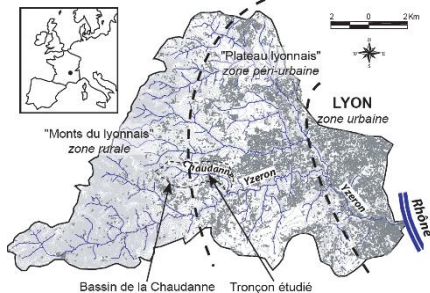 2 0 2 Km
"Plateau lyonnais"
zone péri-urbaine
LYON
zone urbaine
"Monts du lyonnais"
zone rurale
Chaudanne
Yzeron
Yzeron
Rhône
Bassin de la Chaudanne
Tronçon étudié